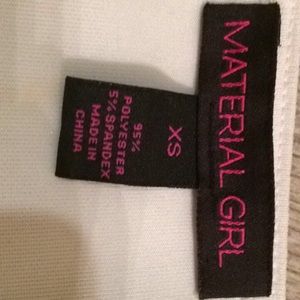 MATERIAL GIRL
XS
95%
POLYESTER
5% SPANDEX
MADE IN
CHINA